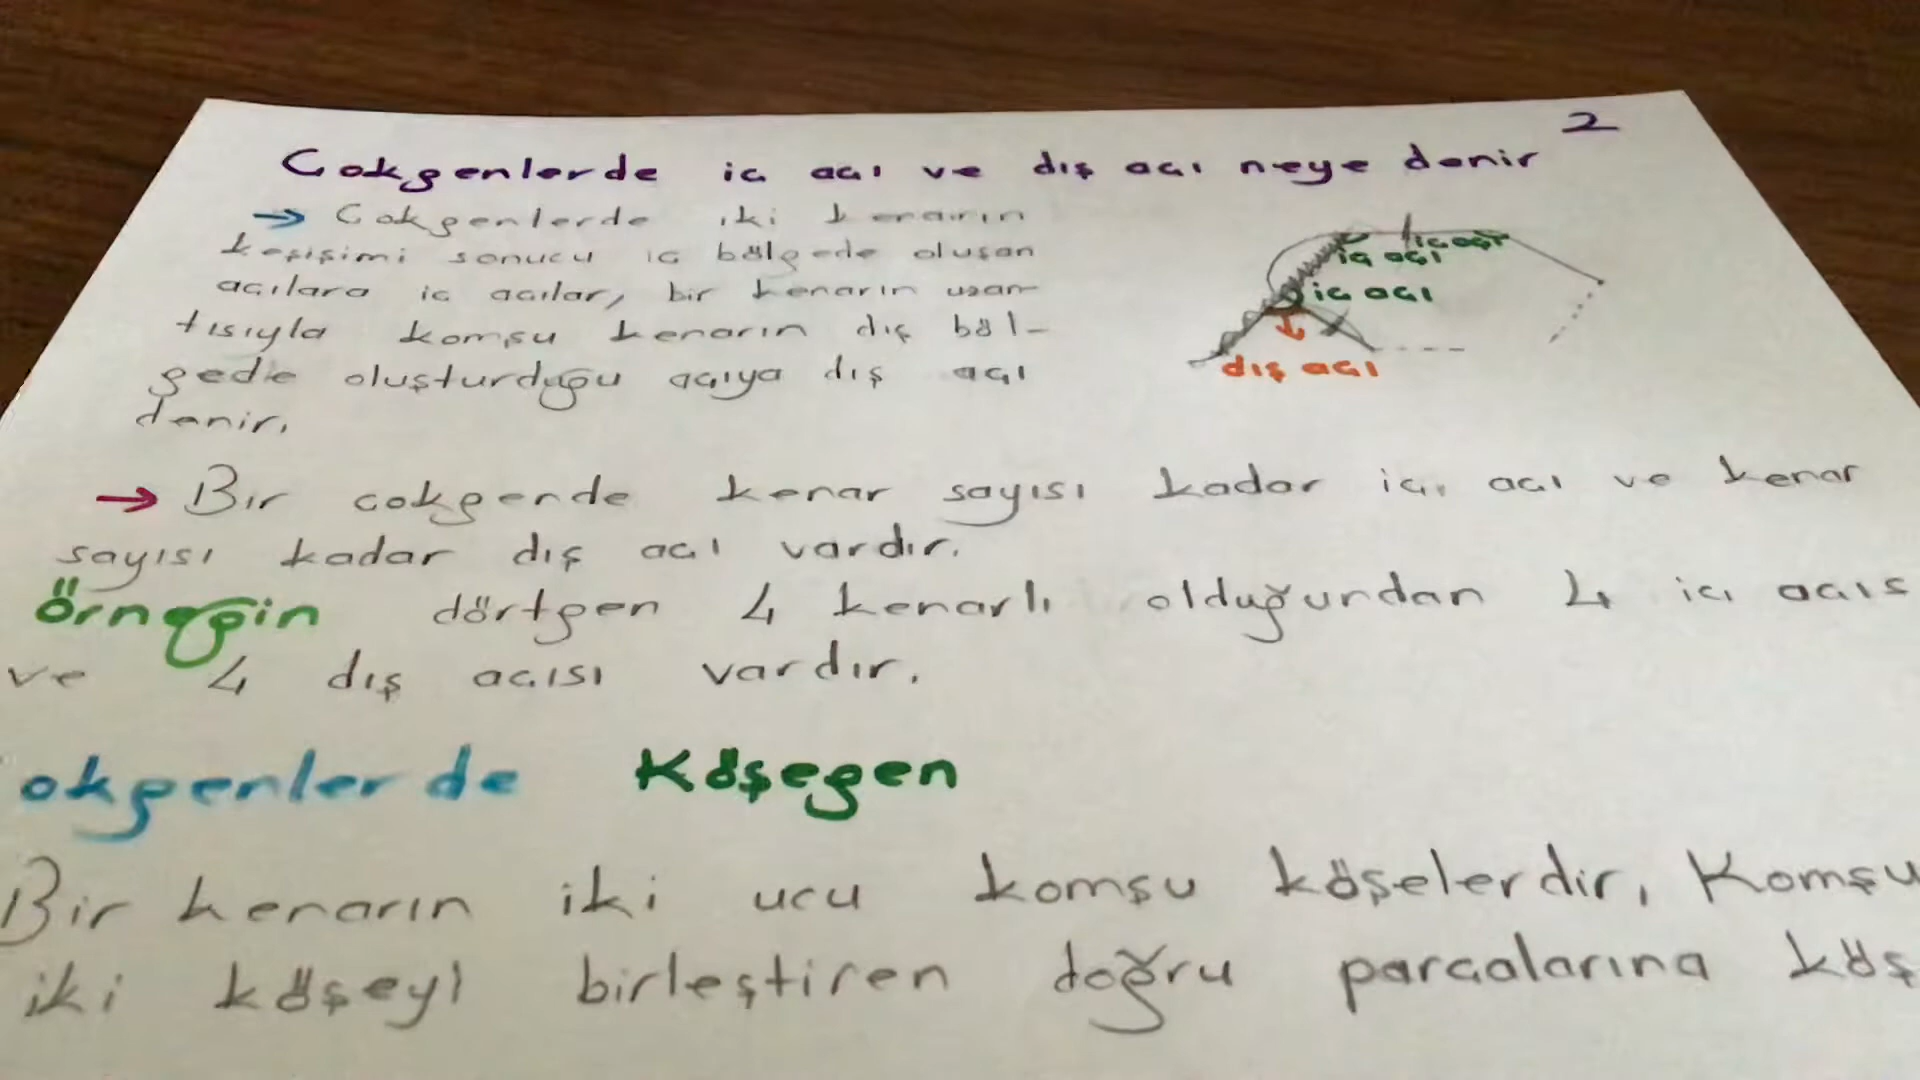 2
Çokgenlerde iç açı ve dış açı neye denir
→ Çokgenlerde iki kenarın
kesişimi sonucu iç bölgede oluşan
açılara iç açılar, bir kenarın uzan-
tısıyla komşu kenarın dış böl-
gede oluşturduğu açıya dış açı
denir.
iç açı
iç açı
iç açı
dış açı
→ Bir çokgende kenar sayısı kadar iç açı ve kenar
sayısı kadar dış açı vardır.
Örneğin dörtgen 4 kenarlı olduğundan 4 iç açıs
ve 4 dış açısı vardır.
okgenlerde Köşegen
Bir kenarın iki ucu komşu köşelerdir, Komşu
iki köşeyi birleştiren doğru parçalarına köş